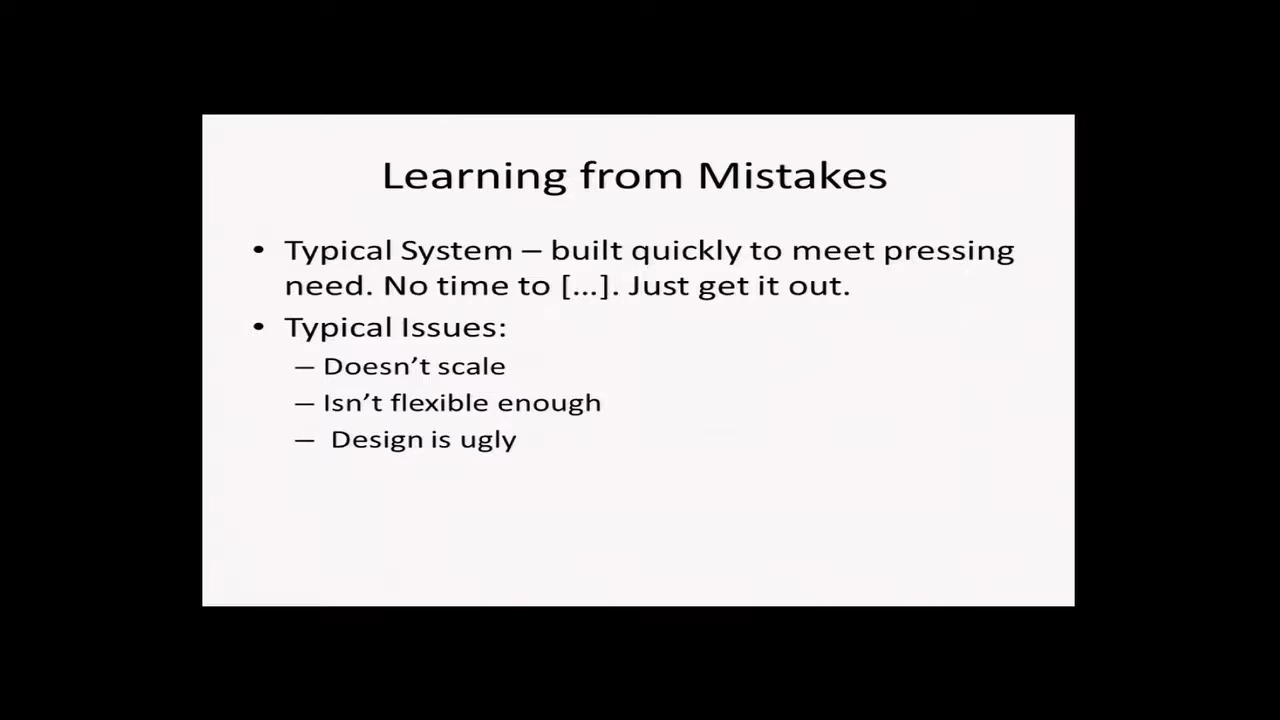 Learning from Mistakes
• Typical System – built quickly to meet pressing
need. No time to [...]. Just get it out.
• Typical Issues:
– Doesn’t scale
– Isn’t flexible enough
– Design is ugly